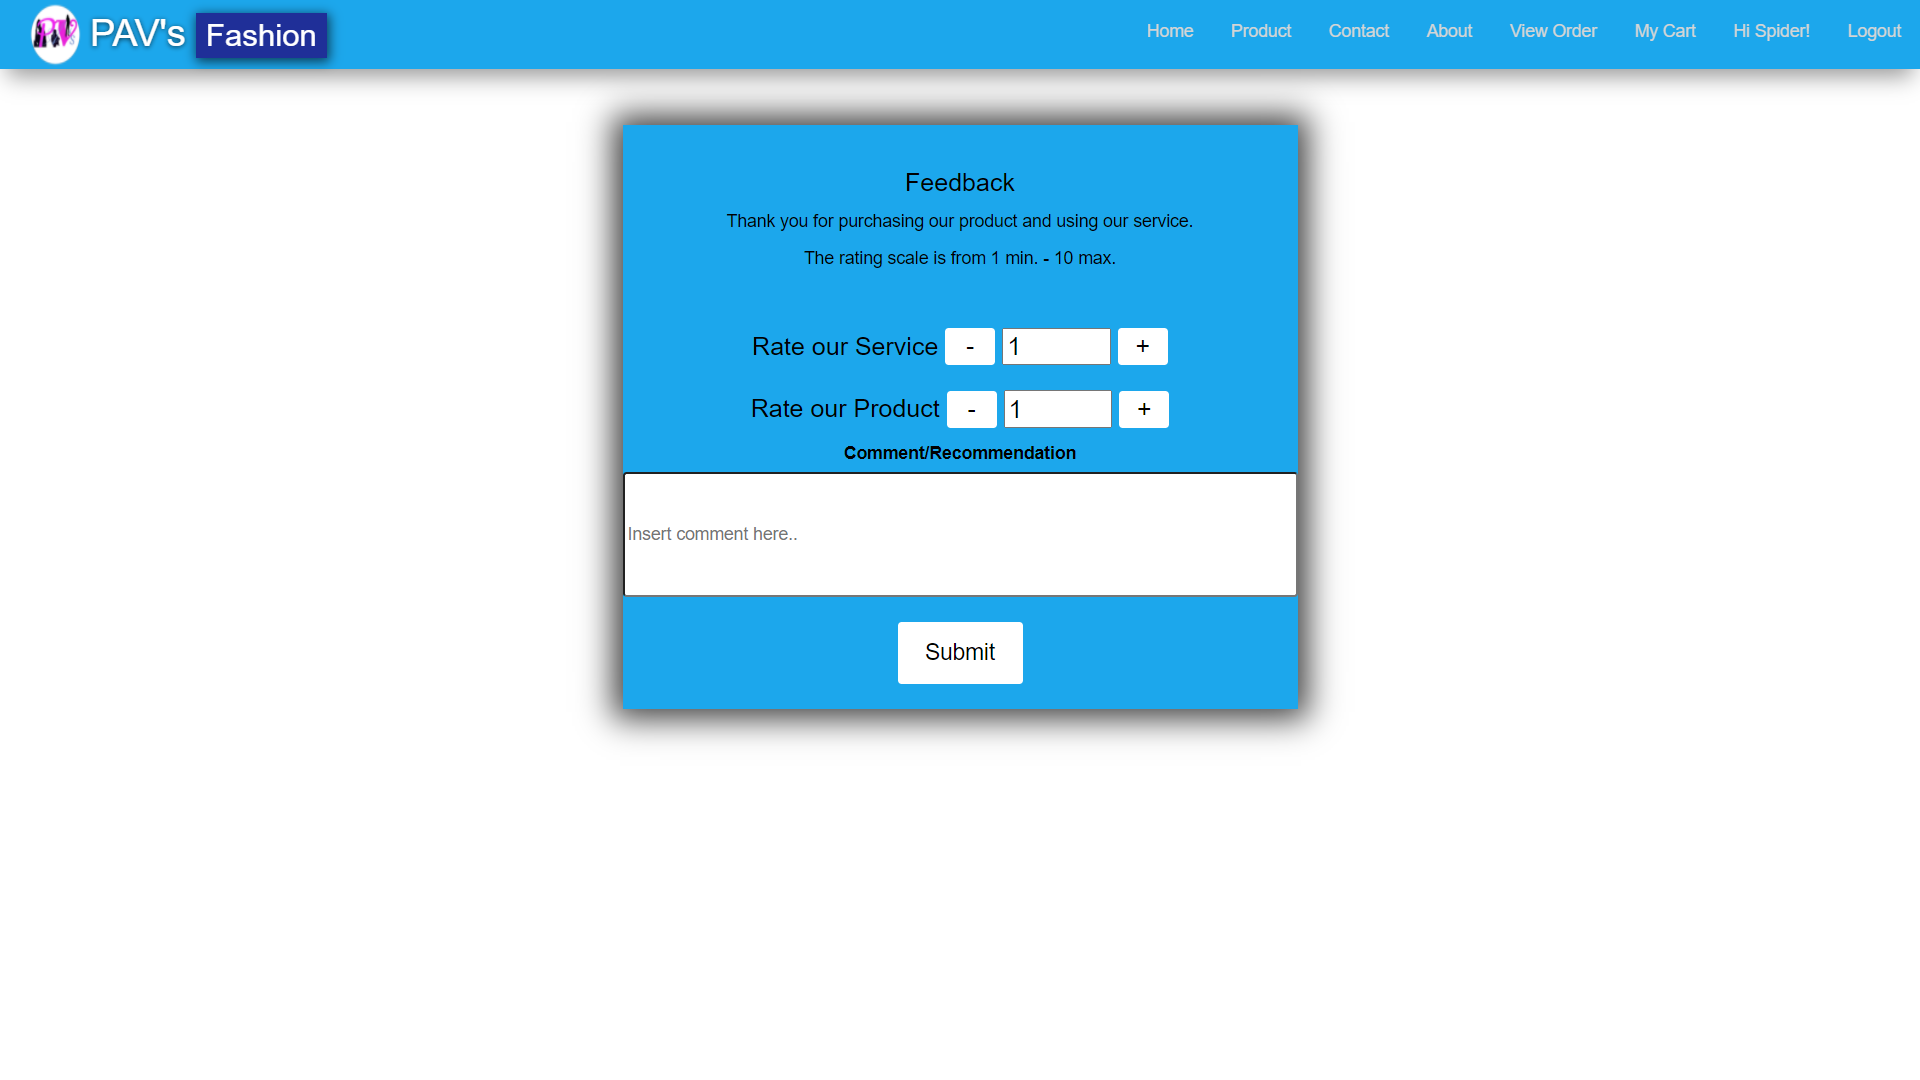 PAV's Fashion
Home Product Contact About View Order My Cart Hi Spider! Logout
Feedback
Thank you for purchasing our product and using our service.
The rating scale is from 1 min. - 10 max.
Rate our Service - 1 +
Rate our Product - 1 +
Comment/Recommendation
Insert comment here..
Submit